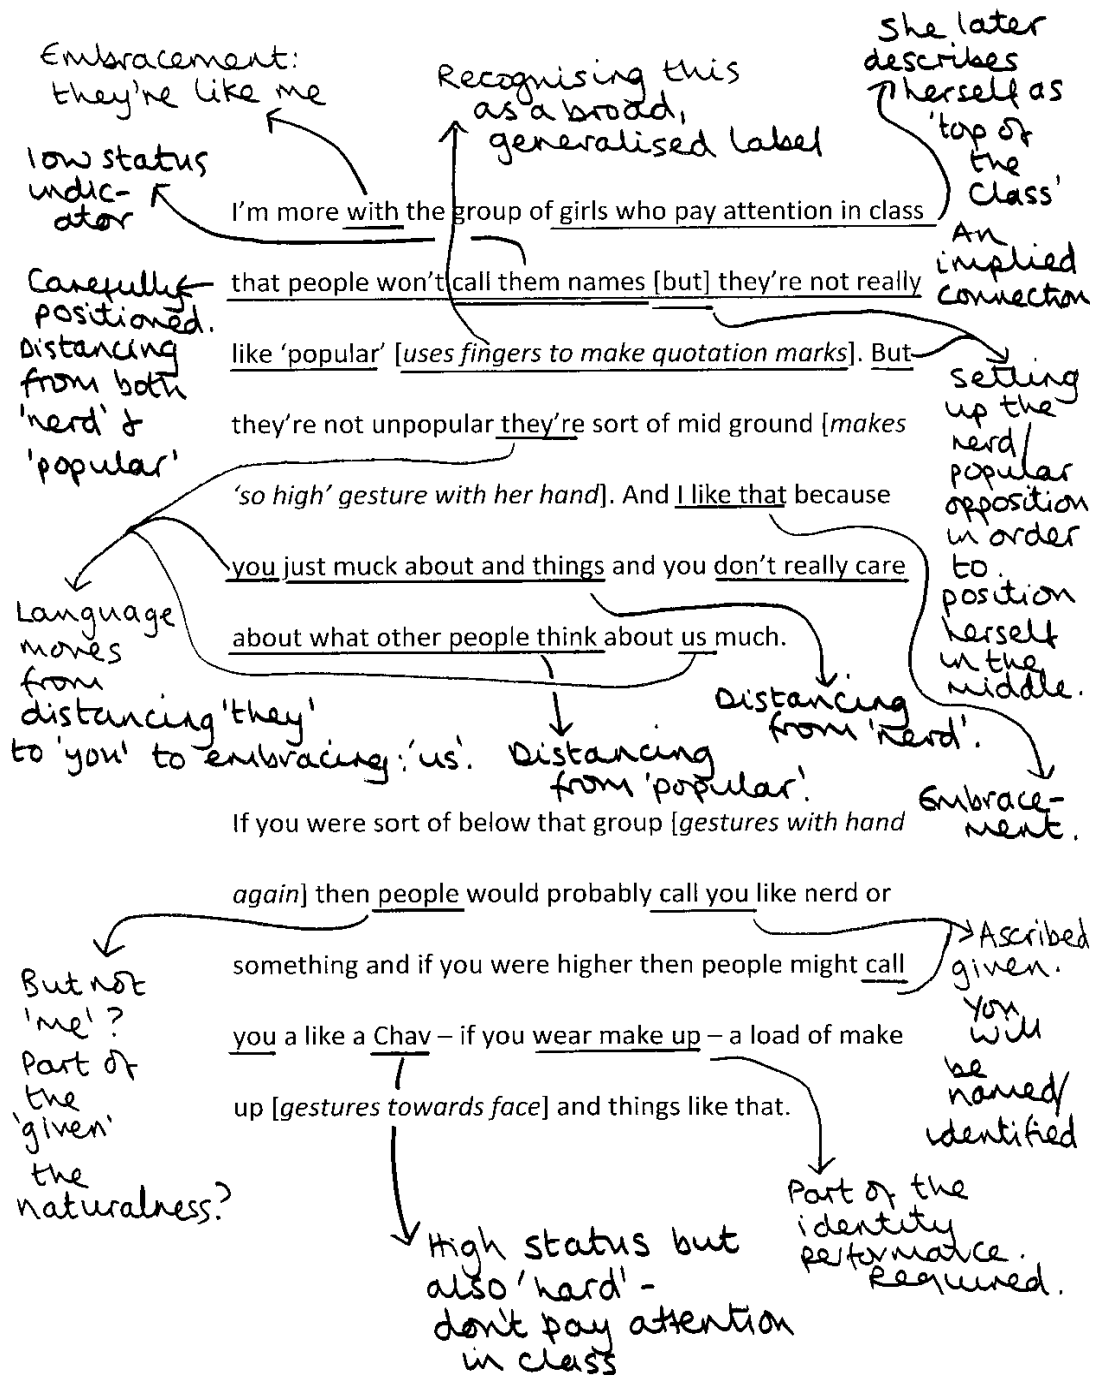 Embracement:
they're like me
Recognising this
as a broad,
generalised label
She later
describes
herself as
'top of
the
Class'
An
implied
connection
low status
indic-
ator
Carefully
positioned.
Distancing
from both
'nerd' &
'popular'
I'm more with the group of girls who pay attention in class
that people won't call them names [but] they're not really
like 'popular' [uses fingers to make quotation marks]. But
they're not unpopular they're sort of mid ground [makes
'so high' gesture with her hand]. And I like that because
you just muck about and things and you don't really care
about what other people think about us much.
setting
up the
nerd/
popular
opposition
in order
to
position
herself
in the
middle.
Language
moves
from
distancing 'they'
to 'you' to embracing: 'us'.
Distancing
from 'popular'.
Distancing
from 'nerd'.
Embrace-
ment.
If you were sort of below that group [gestures with hand
again] then people would probably call you like nerd or
something and if you were higher then people might call
you a like a Chav – if you wear make up – a load of make
up [gestures towards face] and things like that.
But not
'me'?
Part of
the
'given'
the
naturalness?
Ascribed
given.
You
will
be
named/
identified
High status but
also 'hard' -
don't pay attention
in class
Part of the
identity
performance.
Required.